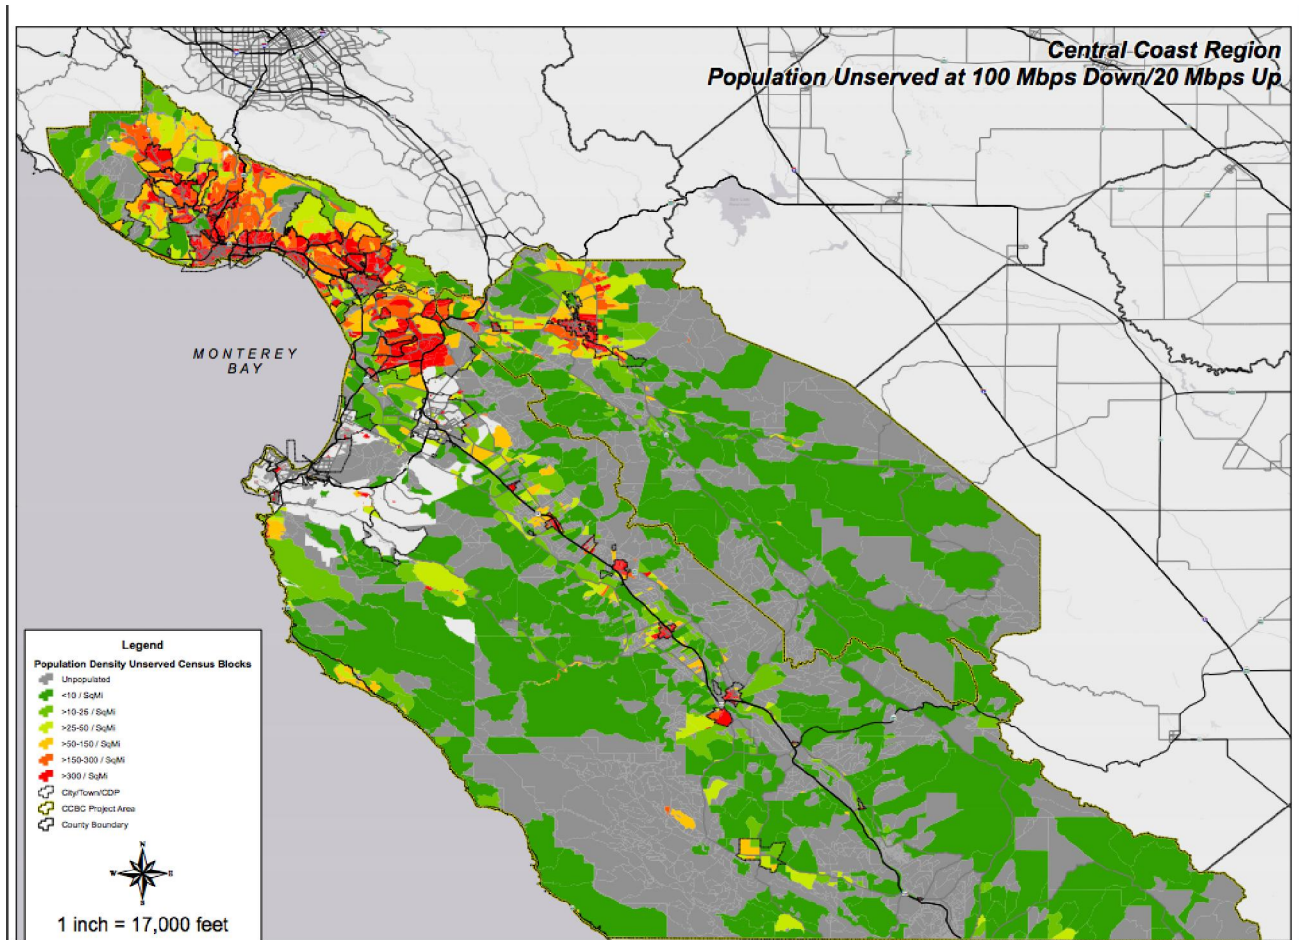 Central Coast Region
Population Unserved at 100 Mbps Down/20 Mbps Up
MONTEREY
BAY
Legend
Population Density Unserved Census Blocks
Unpopulated
<10 / SqMi
>10-25 / SqMi
>25-50 / SqMi
>50-150 / SqMi
>150-300 / SqMi
>300 / SqMi
City/Town/CDP
CCBC Project Area
County Boundary
N
W E
S
1 inch = 17,000 feet